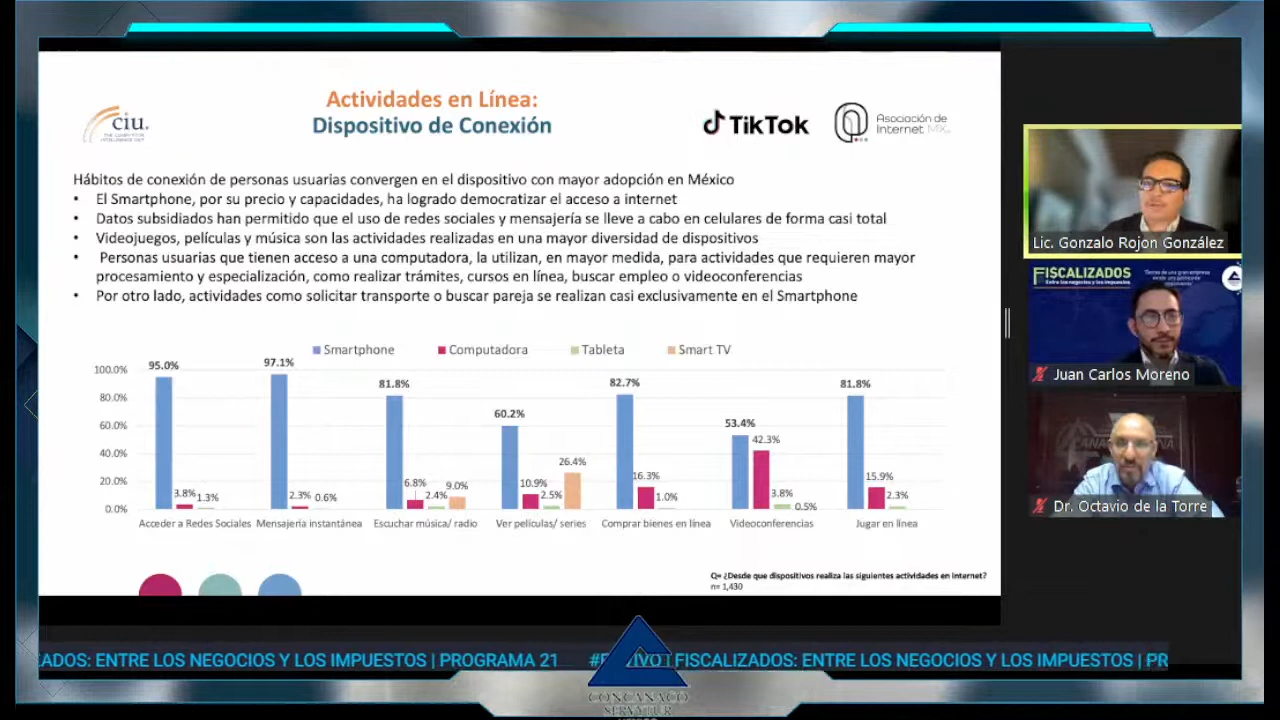 Actividades en Línea:
Dispositivo de Conexión
ciu.
TikTok
Asociación de
Internet MX.
Hábitos de conexión de personas usuarias convergen en el dispositivo con mayor adopción en México
• El Smartphone, por su precio y capacidades, ha logrado democratizar el acceso a internet
• Datos subsidiados han permitido que el uso de redes sociales y mensajería se lleve a cabo en celulares de forma casi total
• Videojuegos, películas y música son las actividades realizadas en una mayor diversidad de dispositivos
• Personas usuarias que tienen acceso a una computadora, la utilizan, en mayor medida, para actividades que requieren mayor
procesamiento y especialización, como realizar trámites, cursos en línea, buscar empleo o videoconferencias
• Por otro lado, actividades como solicitar transporte o buscar pareja se realizan casi exclusivamente en el Smartphone
Smartphone Computadora Tableta Smart TV
100.0%
80.0%
60.0%
40.0%
20.0%
0.0%
95.0% 3.8% 1.3%
97.1% 2.3% 0.6%
81.8% 6.8% 2.4% 9.0%
60.2% 10.9% 2.5% 26.4%
82.7% 16.3% 1.0%
53.4% 42.3% 3.8% 0.5%
81.8% 15.9% 2.3%
Acceder a Redes Sociales Mensajería instantánea Escuchar música/ radio Ver películas/ series Comprar bienes en línea Videoconferencias Jugar en línea
Q= ¿Desde que dispositivos realiza las siguientes actividades en Internet?
n= 1,430
Lic. Gonzalo Rojon González
FISCALIZADOS
Entre los negocios y los impuestos
Juan Carlos Moreno
Dr. Octavio de la Torre
ZADOS: ENTRE LOS NEGOCIOS Y LOS IMPUESTOS | PROGRAMA 21 FISCALIZADOS: ENTRE LOS NEGOCIOS Y LOS IMPUESTOS | PR
CONCANACO
SERVYTUR